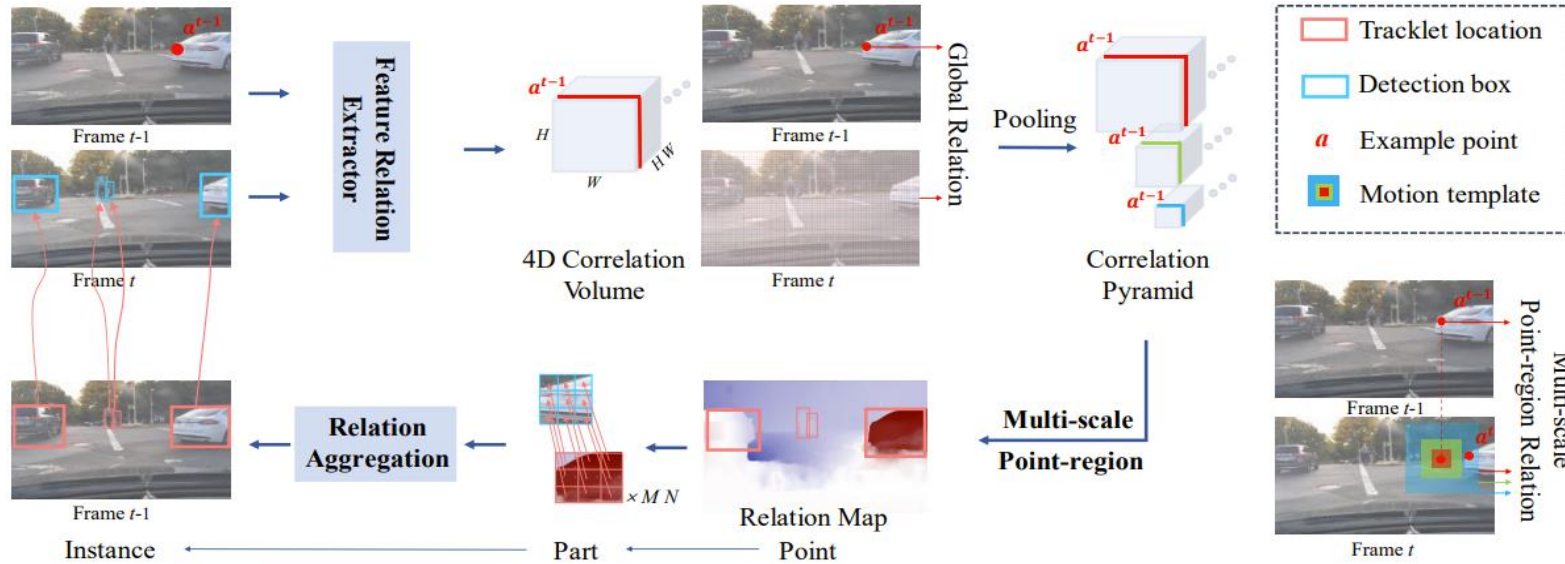 a^{t-1}
Frame t-1
Frame t
Feature Relation
Extractor
a^{t-1}
H
W
H W
4D Correlation
Volume
a^{t-1}
Frame t-1
Frame t
Global Relation
Pooling
a^{t-1}
a^{t-1}
a^{t-1}
Correlation
Pyramid
Tracklet location
Detection box
a Example point
Motion template
a^{t-1}
Frame t-1
a^t
Frame t
Multi-scale
Point-region Relation
Multi-scale
Point-region
Relation Map
× M N
Relation
Aggregation
Frame t-1
Instance
Part
Point